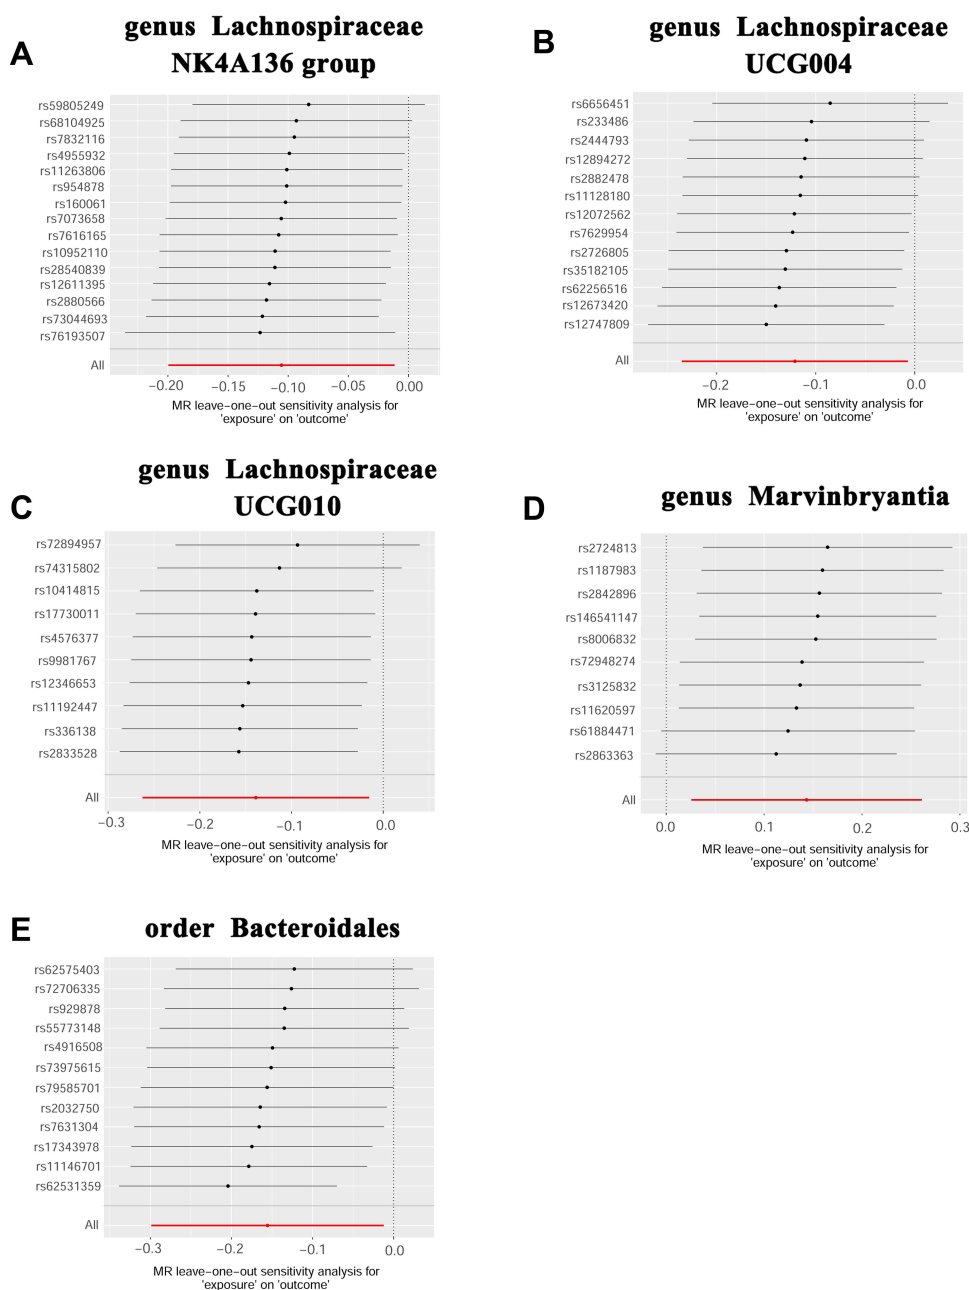 A
genus Lachnospiraceae
NK4A136 group
rs59805249
rs68104925
rs7832116
rs4955932
rs11263806
rs954878
rs160061
rs7073658
rs7616165
rs10952110
rs28540839
rs12611395
rs2880566
rs73044693
rs76193507
All
−0.20 −0.15 −0.10 −0.05 0.00
MR leave−one−out sensitivity analysis for
'exposure' on 'outcome'
B
genus Lachnospiraceae
UCG004
rs6656451
rs233486
rs2444793
rs12894272
rs2882478
rs11128180
rs12072562
rs7629954
rs2726805
rs35182105
rs62256516
rs12673420
rs12747809
All
−0.2 −0.1 0.0
MR leave−one−out sensitivity analysis for
'exposure' on 'outcome'
C
genus Lachnospiraceae
UCG010
rs72894957
rs74315802
rs10414815
rs17730011
rs4576377
rs9981767
rs12346653
rs11192447
rs336138
rs2833528
All
−0.3 −0.2 −0.1 0.0
MR leave−one−out sensitivity analysis for
'exposure' on 'outcome'
D
genus Marvinbryantia
rs2724813
rs1187983
rs2842896
rs146541147
rs8006832
rs72948274
rs3125832
rs11620597
rs61884471
rs2863363
All
0.0 0.1 0.2 0.3
MR leave−one−out sensitivity analysis for
'exposure' on 'outcome'
E
order Bacteroidales
rs62575403
rs72706335
rs929878
rs55773148
rs4916508
rs73975615
rs79585701
rs2032750
rs7631304
rs17343978
rs11146701
rs62531359
All
−0.3 −0.2 −0.1 0.0
MR leave−one−out sensitivity analysis for
'exposure' on 'outcome'